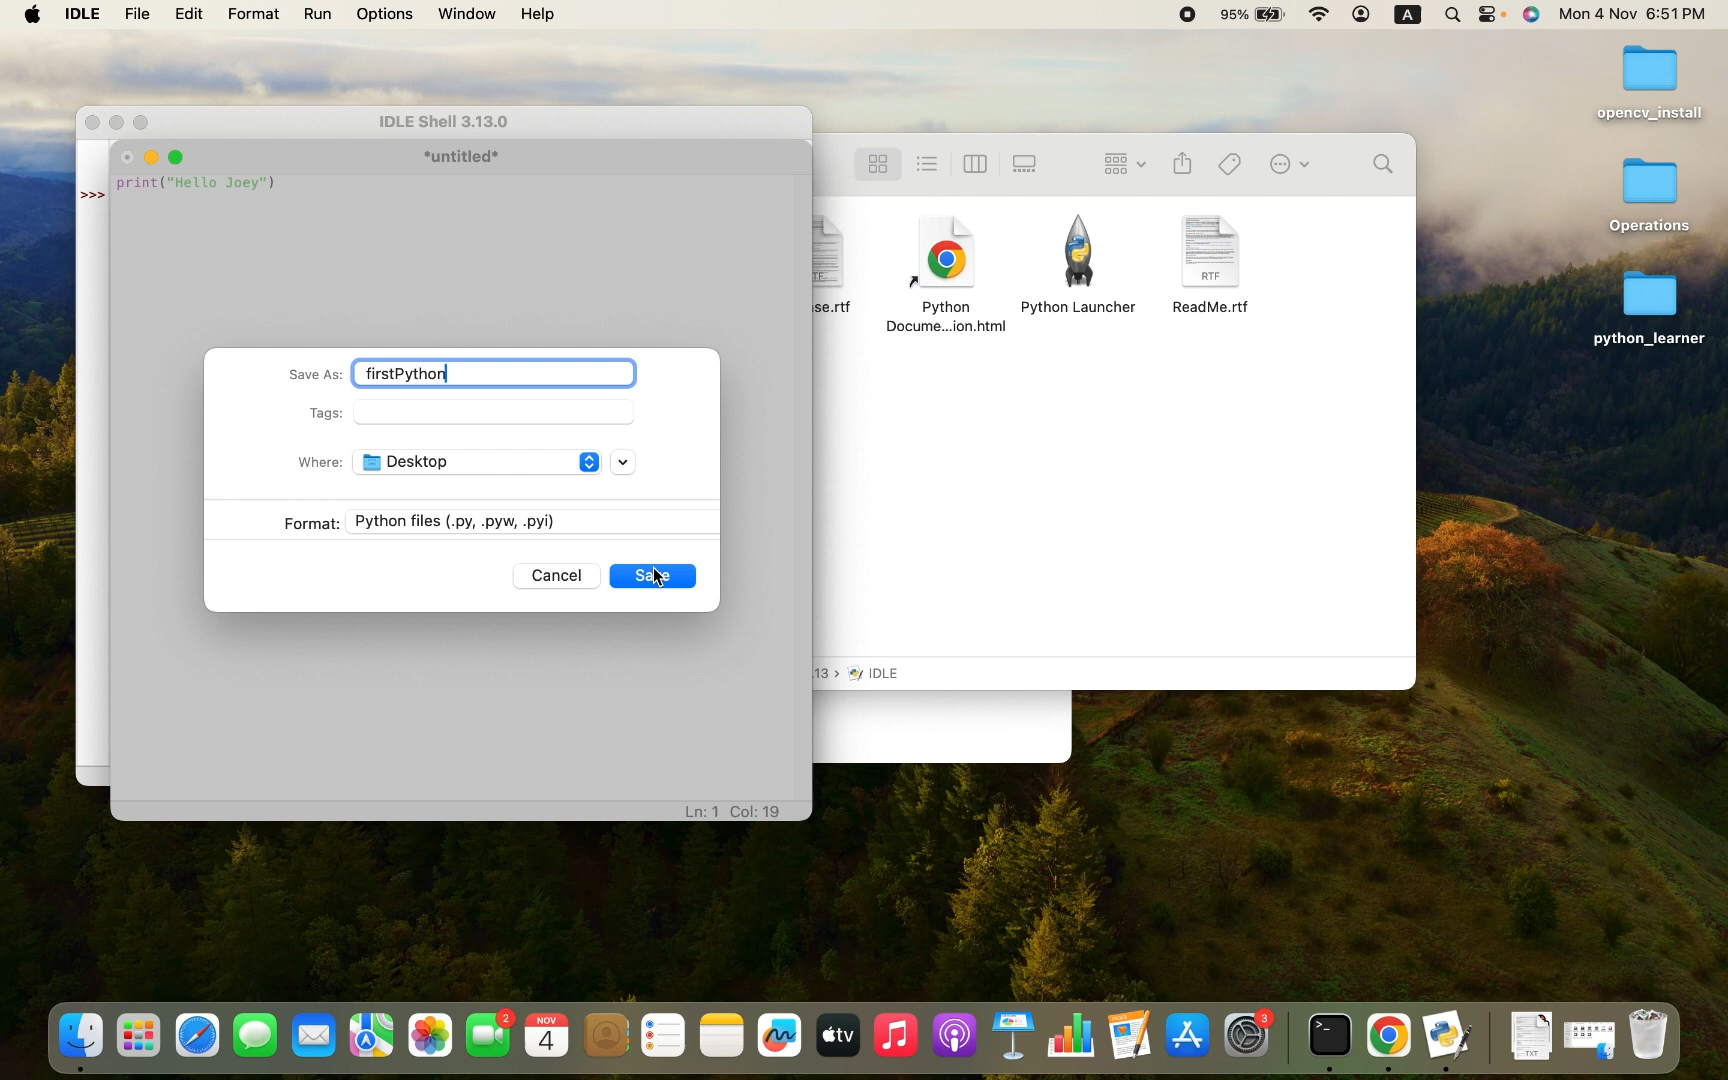 IDLE File Edit Format Run Options Window Help
95% A Mon 4 Nov 6:51 PM
opencv_install
Operations
python_learner
IDLE Shell 3.13.0
>>>
*untitled*
print("Hello Joey")
Save As: firstPython
Tags:
Where: Desktop
Format: Python files (.py, .pyw, .pyi)
Cancel Save
Ln: 1 Col: 19
se.rtf
Python
Docume...ion.html
Python Launcher
RTF
ReadMe.rtf
.13 › IDLE
2
NOV
4
tv
3
>_
TXT